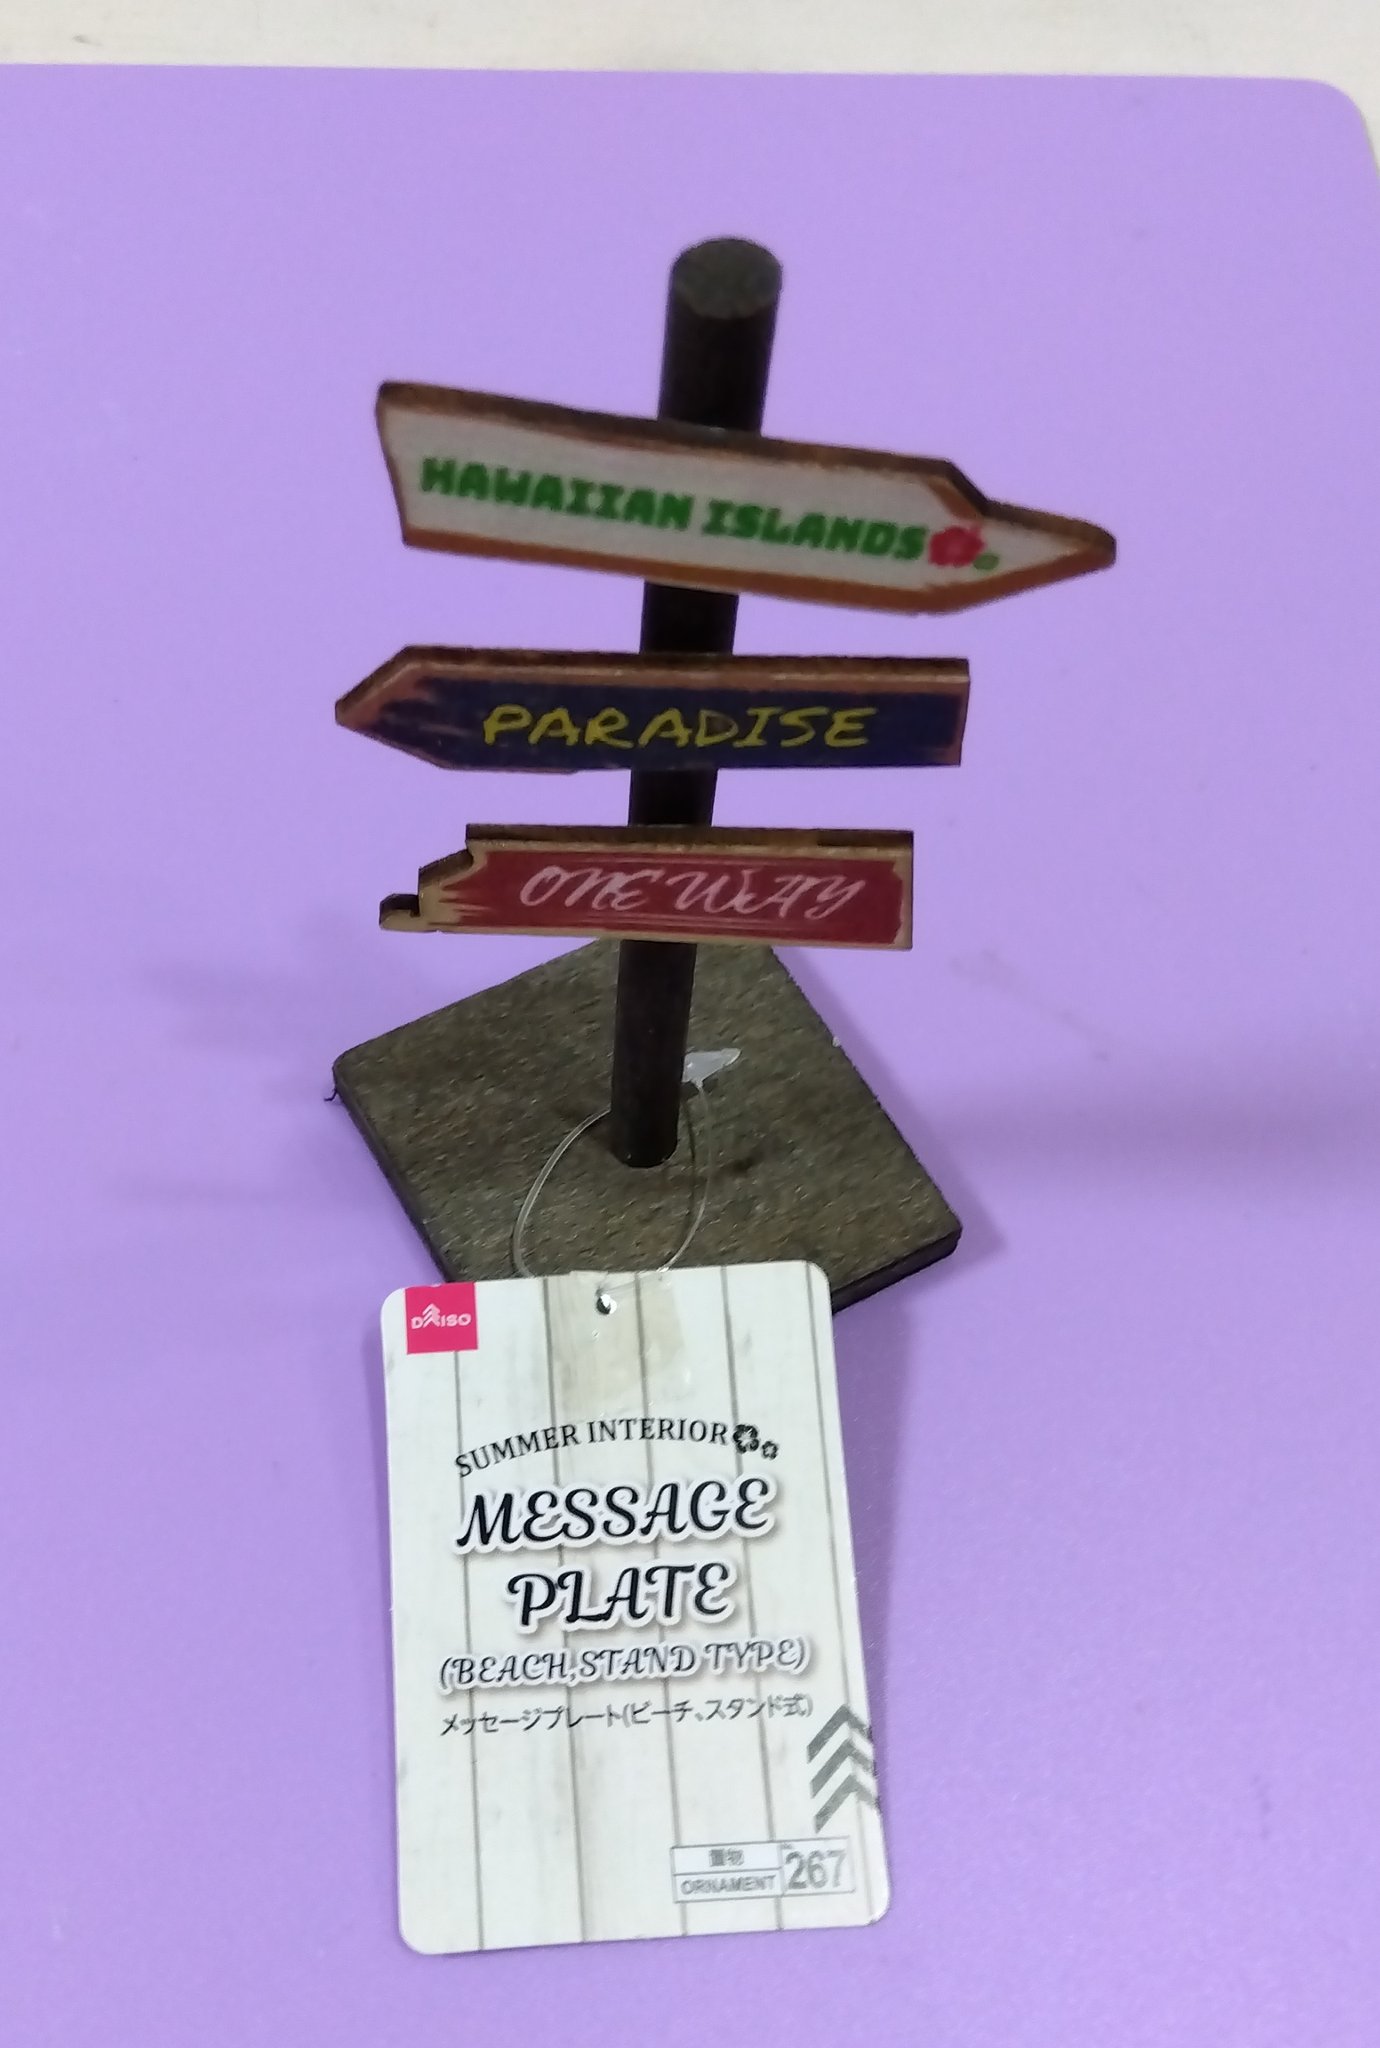 HAWAIIAN ISLANDS
PARADISE
ONE WAY
DAISO
SUMMER INTERIOR
MESSAGE
PLATE
(BEACH,STAND TYPE)
メッセージプレート(ビーチ、スタンド式)
置物
ORNAMENT
No.
267